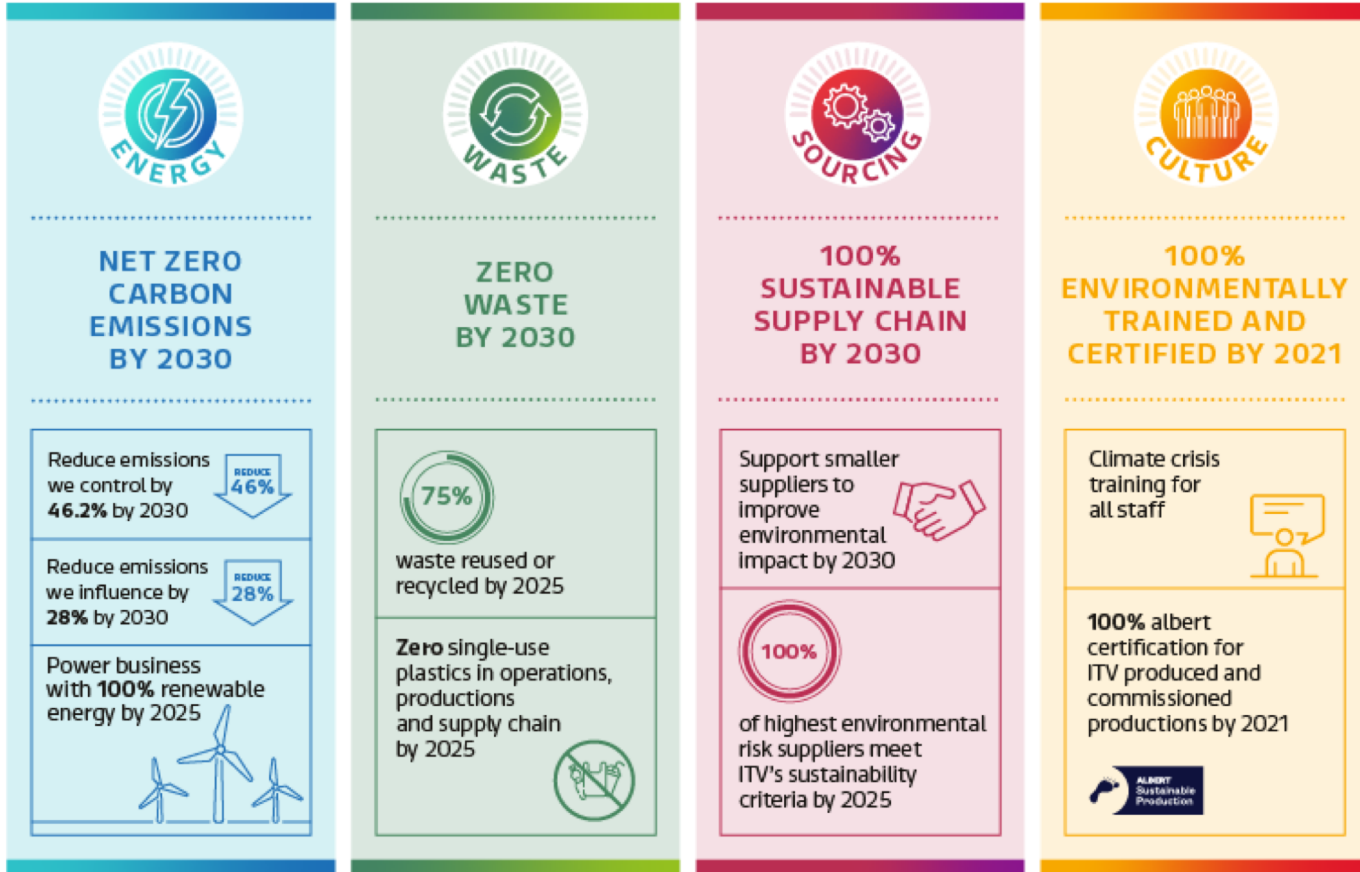 ENERGY
NET ZERO
CARBON
EMISSIONS
BY 2030
Reduce emissions
we control by
46.2% by 2030
REDUCE
46%
Reduce emissions
we influence by
28% by 2030
REDUCE
28%
Power business
with 100% renewable
energy by 2025
WASTE
ZERO
WASTE
BY 2030
75%
waste reused or
recycled by 2025
Zero single-use
plastics in operations,
productions
and supply chain
by 2025
SOURCING
100%
SUSTAINABLE
SUPPLY CHAIN
BY 2030
Support smaller
suppliers to
improve
environmental
impact by 2030
100%
of highest environmental
risk suppliers meet
ITV's sustainability
criteria by 2025
CULTURE
100%
ENVIRONMENTALLY
TRAINED AND
CERTIFIED BY 2021
Climate crisis
training for
all staff
100% albert
certification for
ITV produced and
commissioned
productions by 2021
ALBERT
Sustainable
Production